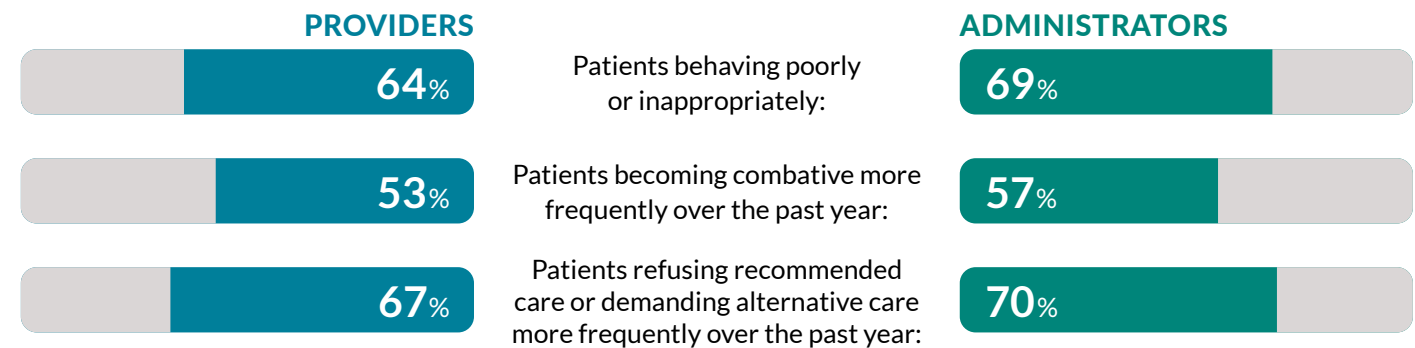 PROVIDERS
ADMINISTRATORS
64%
Patients behaving poorly
or inappropriately:
69%
53%
Patients becoming combative more
frequently over the past year:
57%
67%
Patients refusing recommended
care or demanding alternative care
more frequently over the past year:
70%